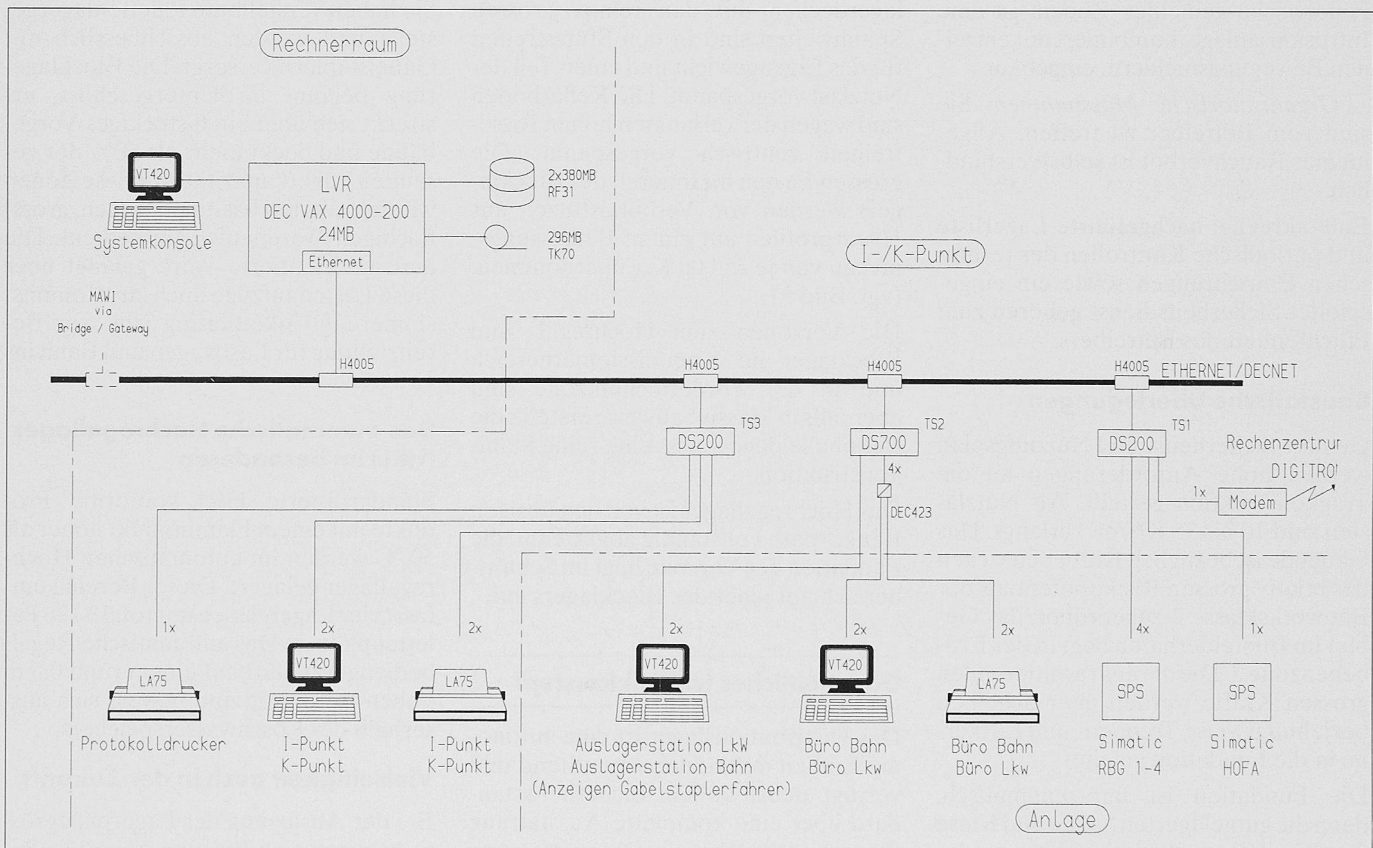 Rechnerraum
VT420
Systemkonsole
LVR
DEC VAX 4000-200
24MB
Ethernet
2x380MB
RF31
296MB
TK70
I-/K-Punkt
MAWI
via
Bridge / Gateway
H4005
H4005
H4005
H4005
ETHERNET/DECNET
DS200
TS3
DS700
TS2
DS200
TS1
4x
DEC423
1x
Modem
Rechenzentrum
DIGITRON
1x
2x
2x
2x
2x
2x
4x
1x
LA75
VT420
LA75
VT420
VT420
LA75
SPS
SPS
Protokolldrucker
I-Punkt
K-Punkt
I-Punkt
K-Punkt
Auslagerstation LkW
Auslagerstation Bahn
(Anzeigen Gabelstaplerfahrer)
Büro Bahn
Büro Lkw
Büro Bahn
Büro Lkw
Simatic
RBG 1-4
Simatic
HOFA
Anlage